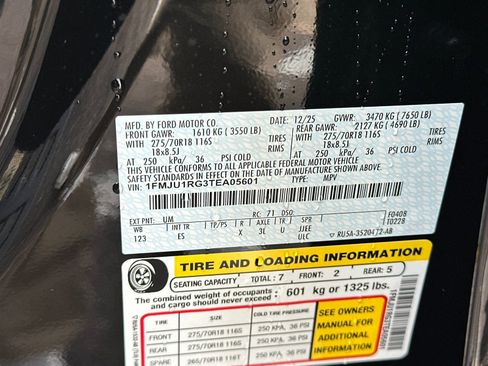 MFD. BY FORD MOTOR CO.
DATE: 12/25 GVWR: 3470 KG (7650 LB)
FRONT GAWR: 1610 KG (3550 LB) REAR GAWR: 2127 KG (4690 LB)
WITH 275/70R18 116S TIRES WITH 275/70R18 116S TIRES
18x8.5J RIMS 18x8.5J RIMS
AT 250 kPa/ 36 PSI COLD AT 250 kPa/ 36 PSI COLD
THIS VEHICLE CONFORMS TO ALL APPLICABLE FEDERAL MOTOR VEHICLE
SAFETY STANDARDS IN EFFECT ON THE DATE OF MANUFACTURE SHOWN ABOVE.
VIN: 1FMJU1RG3TEA05601
TYPE: MPV
EXT PNT: UM RC: 71 DSO: F0408
WB INT TR TP/PS R AXLE TR SPR T0228
123 ES X 3L U JJEE
ULC RU5A-3520472-AB
TIRE AND LOADING INFORMATION
SEATING CAPACITY TOTAL: 7 FRONT: 2 REAR: 5
The combined weight of occupants
and cargo should never exceed 601 kg or 1325 lbs.
TIRE SIZE COLD TIRE PRESSURE
FRONT 275/70R18 116S 250 KPA, 36 PSI
REAR 275/70R18 116S 250 KPA, 36 PSI
SPARE 265/70R18 116T 250 KPA, 36 PSI
SEE OWNERS
MANUAL FOR
ADDITIONAL
INFORMATION
1FMJU1RG3TEA05601